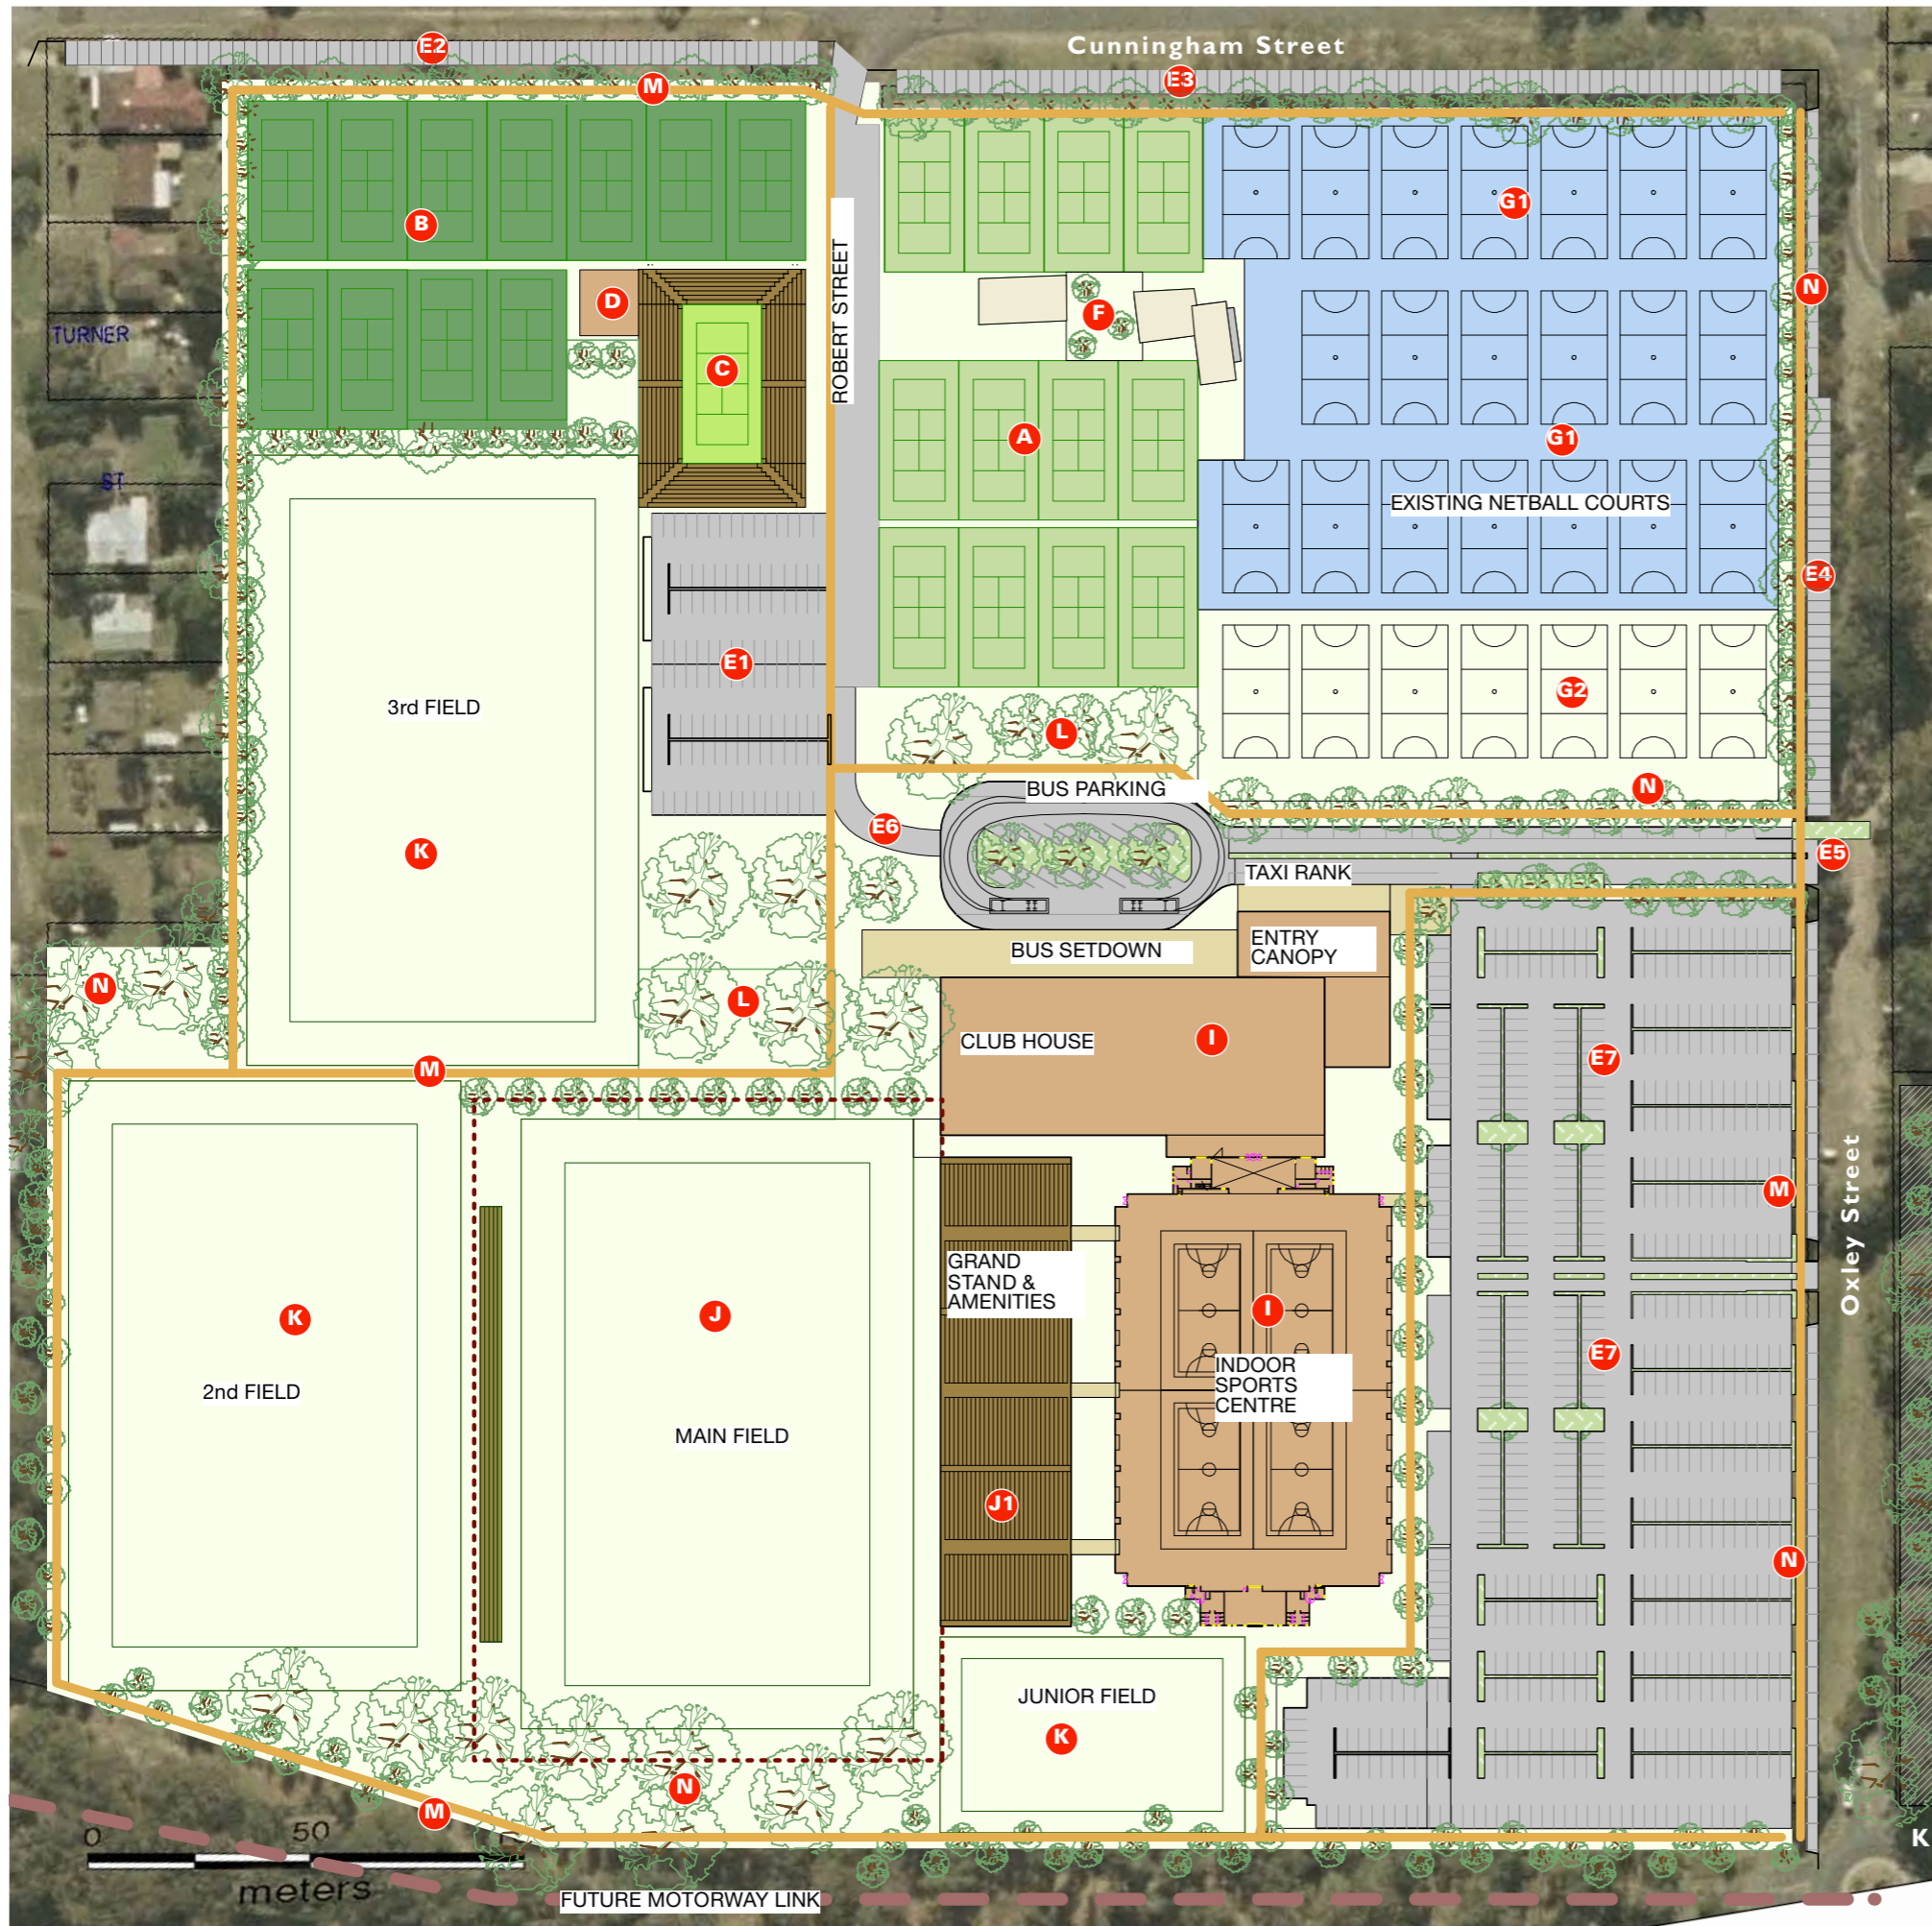 E2
Cunningham Street
E3
M
B
G1
ROBERT STREET
D
F
N
TURNER
C
A
G1
ST
EXISTING NETBALL COURTS
E4
E1
G2
3rd FIELD
L
BUS PARKING
N
E6
K
E5
TAXI RANK
BUS SETDOWN
ENTRY
CANOPY
N
L
CLUB HOUSE
I
E7
M
M
Oxley Street
GRAND
STAND &
AMENITIES
K
J
I
E7
INDOOR
SPORTS
CENTRE
2nd FIELD
MAIN FIELD
J1
N
JUNIOR FIELD
K
N
M
0
50
meters
K
FUTURE MOTORWAY LINK